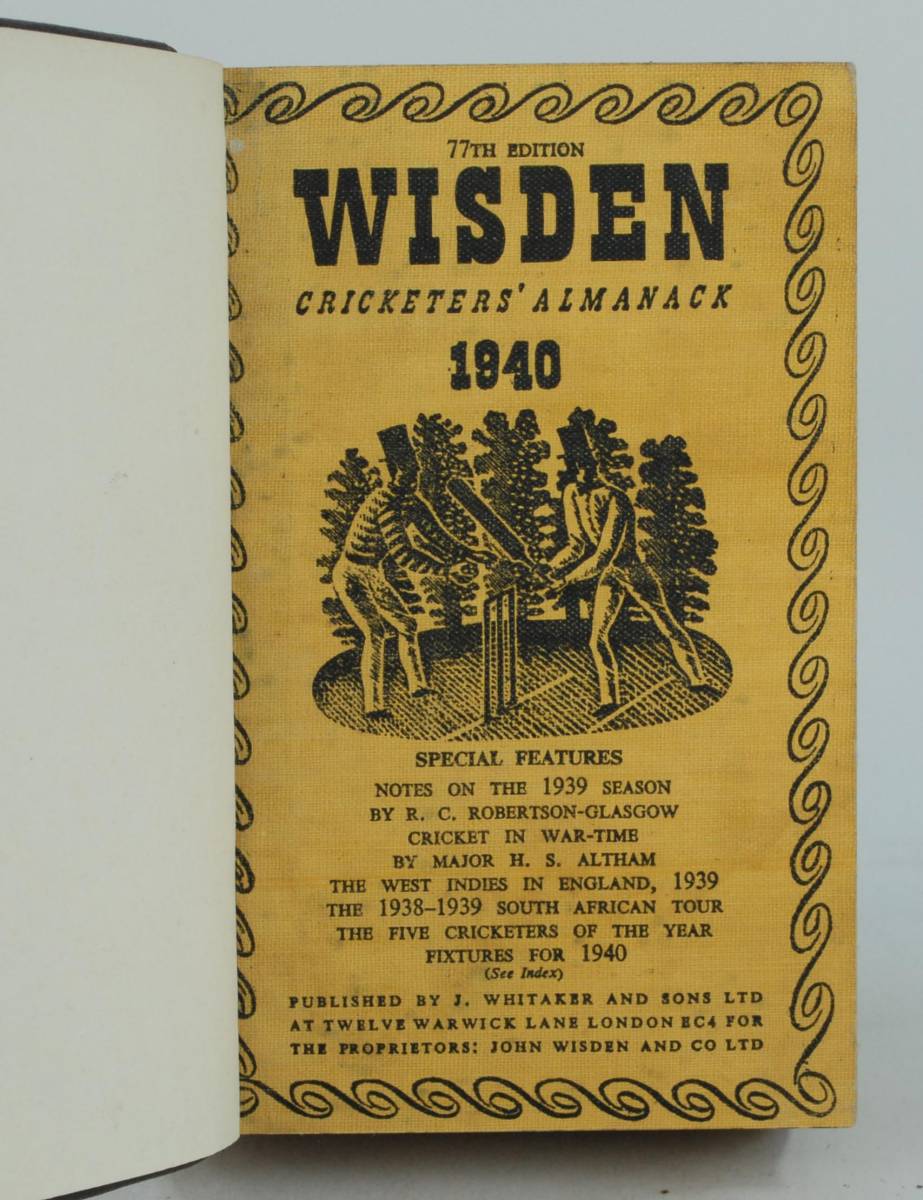 77TH EDITION
WISDEN
CRICKETERS' ALMANACK
1940
SPECIAL FEATURES
NOTES ON THE 1939 SEASON
BY R. C. ROBERTSON-GLASGOW
CRICKET IN WAR-TIME
BY MAJOR H. S. ALTHAM
THE WEST INDIES IN ENGLAND, 1939
THE 1938–1939 SOUTH AFRICAN TOUR
THE FIVE CRICKETERS OF THE YEAR
FIXTURES FOR 1940
(See Index)
PUBLISHED BY J. WHITAKER AND SONS LTD
AT TWELVE WARWICK LANE LONDON EC4 FOR
THE PROPRIETORS: JOHN WISDEN AND CO LTD